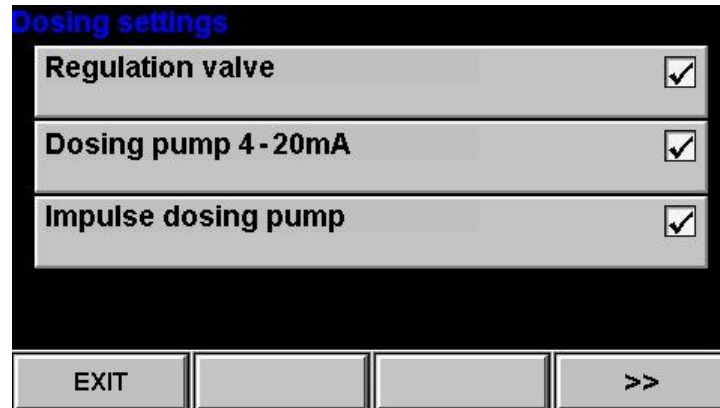 Dosing settings
Regulation valve
Dosing pump 4-20mA
Impulse dosing pump
EXIT >>